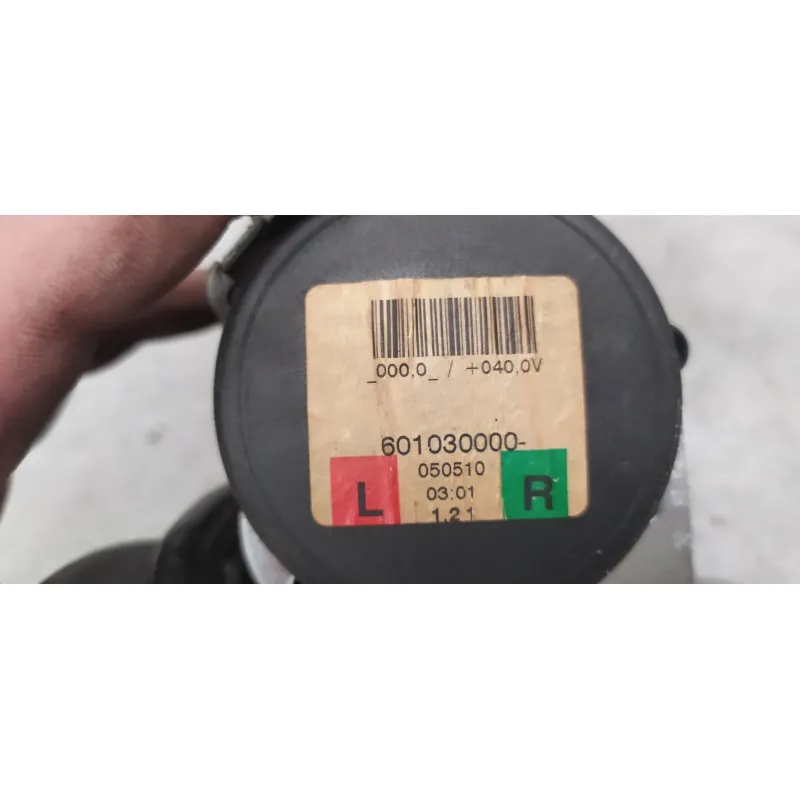 _000,0_ / +040,0V
601030000-
050510
L 03:01 R
1.2 1